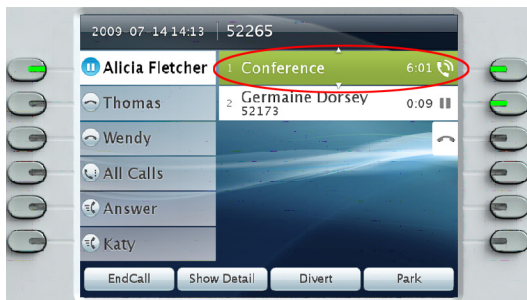 2009 07 14 14:13 52265
Alicia Fletcher
1 Conference 6:01
Thomas
2 Germaine Dorsey 0:09
52173
Wendy
All Calls
Answer
Katy
EndCall Show Detail Divert Park